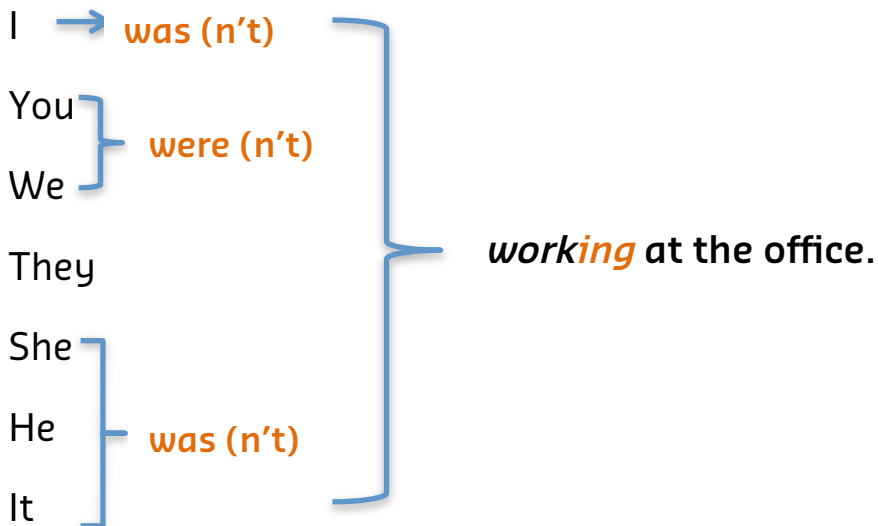 I was (n't)
You
were (n't)
We
working at the office.
They
She
He
was (n't)
It